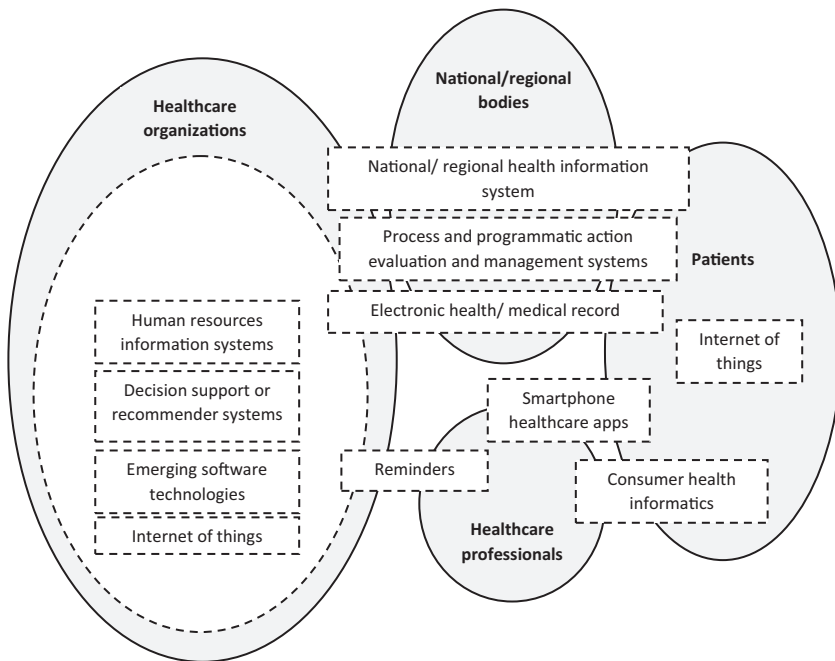 Healthcare
organizations
National/regional
bodies
National/ regional health information
system
Process and programmatic action
evaluation and management systems
Patients
Electronic health/ medical record
Human resources
information systems
Internet of
things
Decision support or
recommender systems
Smartphone
healthcare apps
Emerging software
technologies
Reminders
Consumer health
informatics
Internet of things
Healthcare
professionals